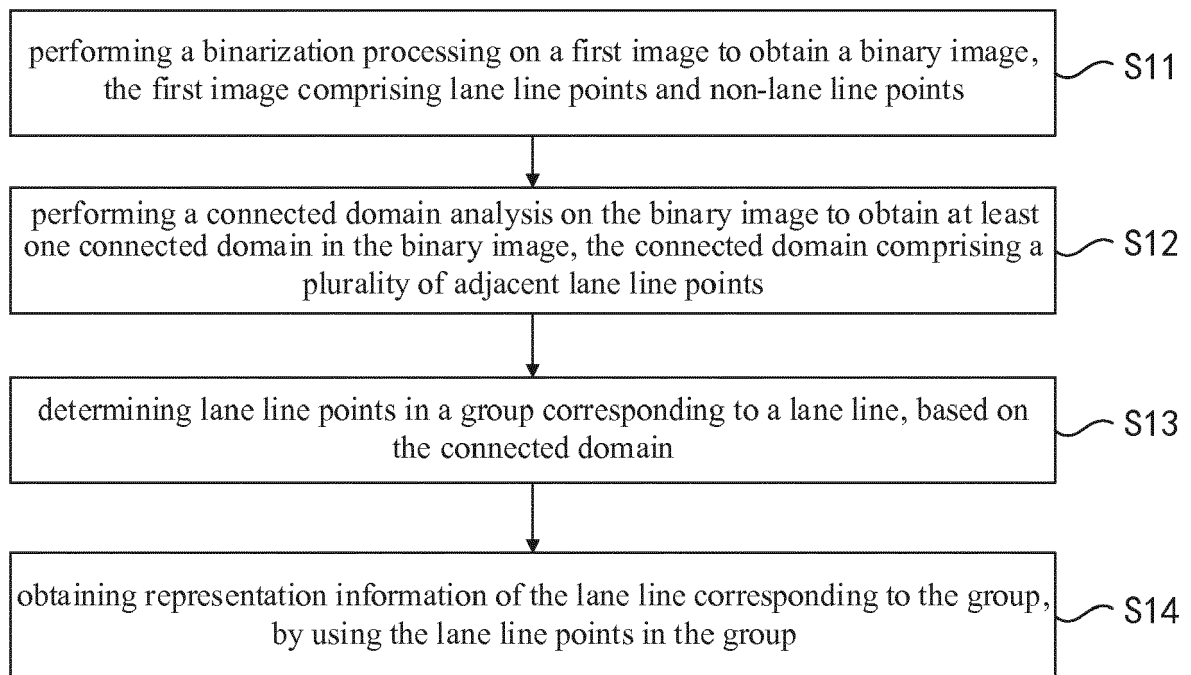 performing a binarization processing on a first image to obtain a binary image,
the first image comprising lane line points and non-lane line points
S11
performing a connected domain analysis on the binary image to obtain at least
one connected domain in the binary image, the connected domain comprising a
plurality of adjacent lane line points
S12
determining lane line points in a group corresponding to a lane line, based on
the connected domain
S13
obtaining representation information of the lane line corresponding to the group,
by using the lane line points in the group
S14